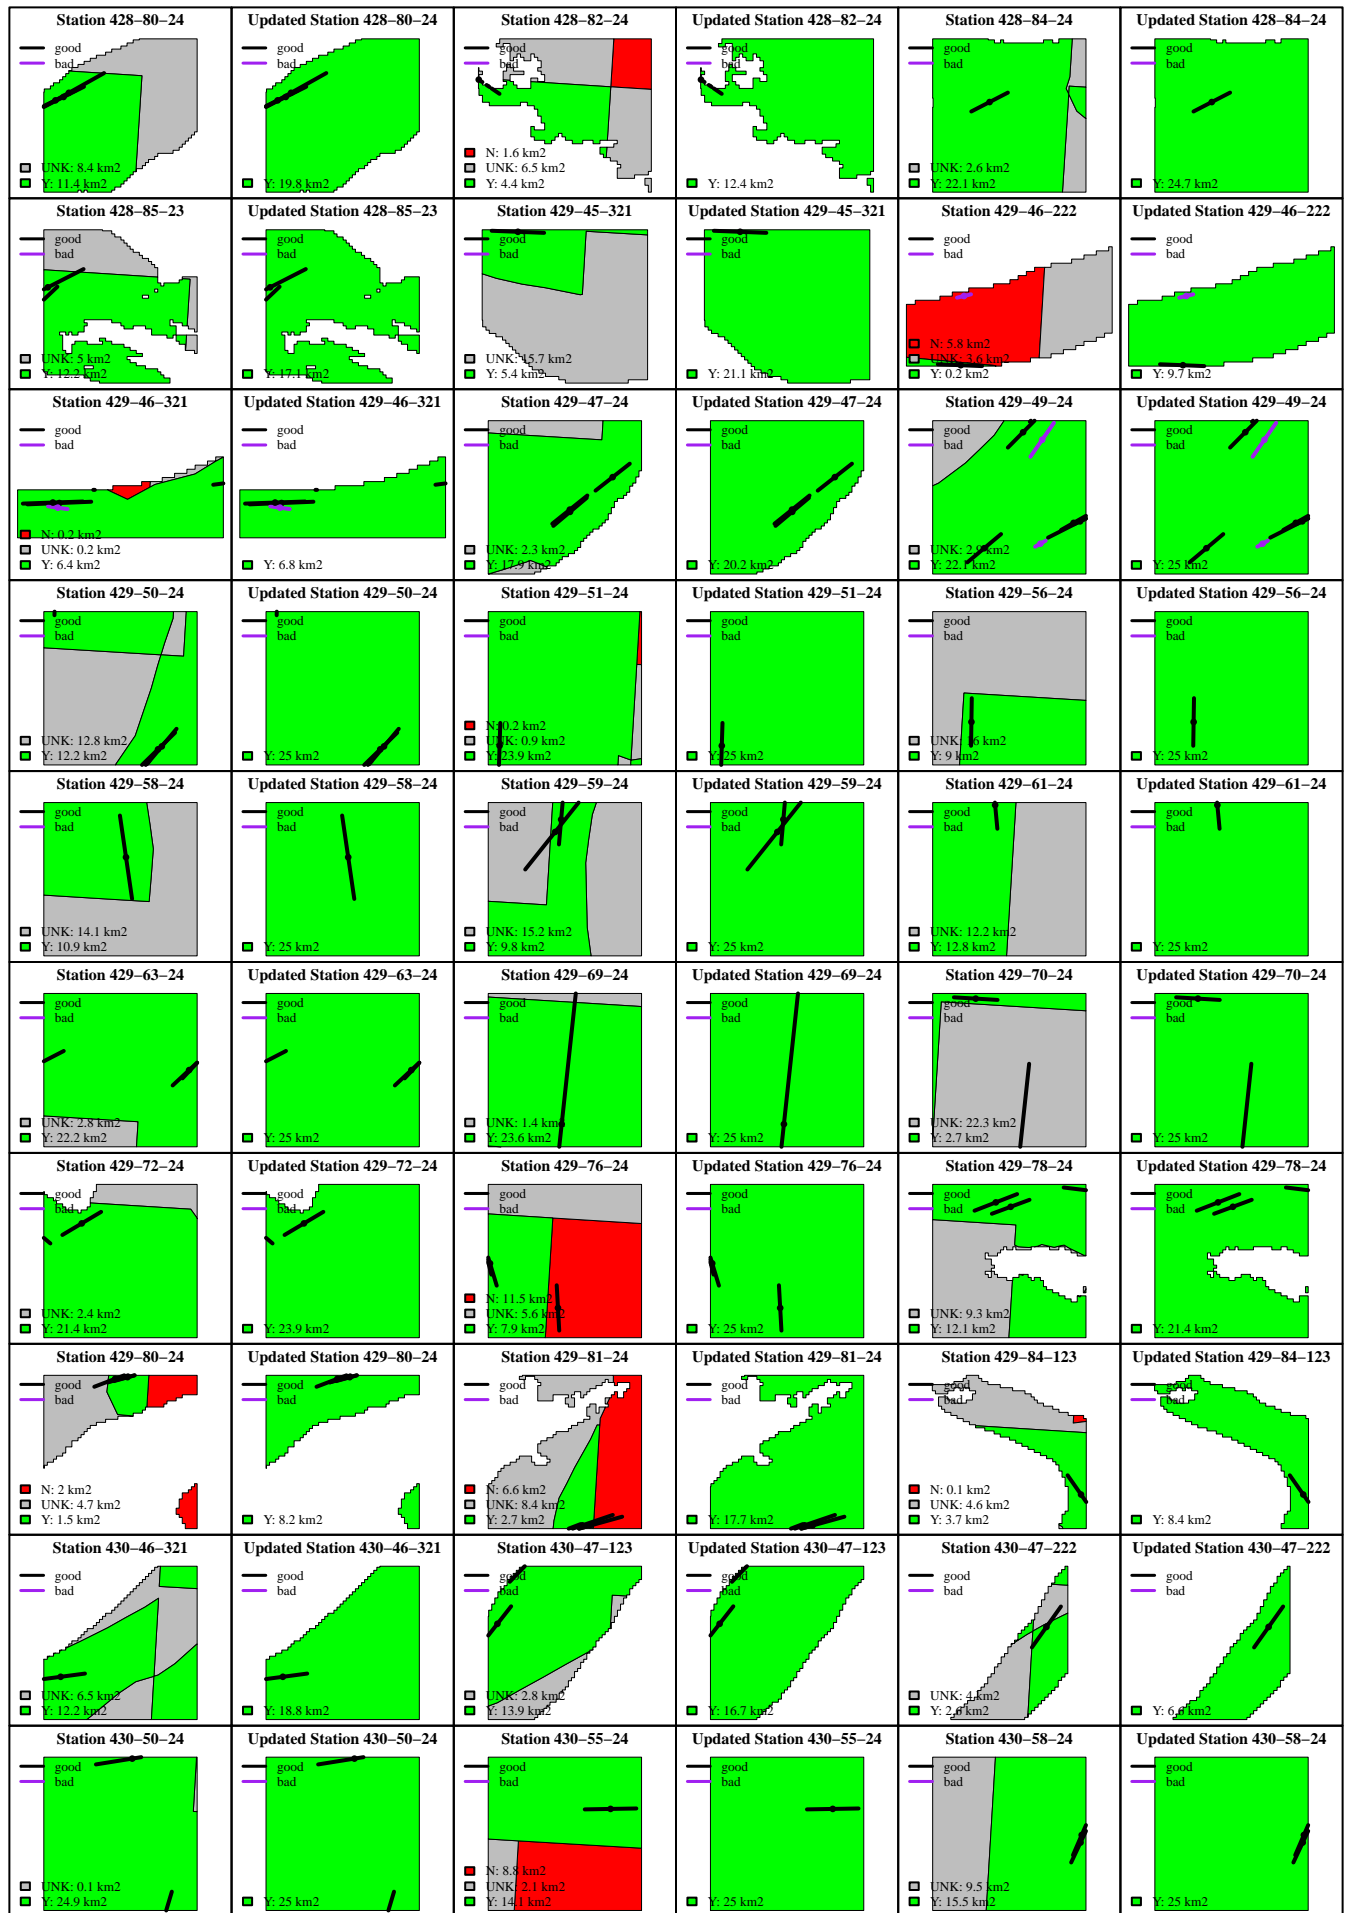 Station 428−80−24
good
bad
UNK: 8.4 km2
Y: 11.4 km2
Updated Station 428−80−24
good
bad
Y: 19.8 km2
Station 428−82−24
good
bad
N: 1.6 km2
UNK: 6.5 km2
Y: 4.4 km2
Updated Station 428−82−24
good
bad
Y: 12.4 km2
Station 428−84−24
good
bad
UNK: 2.6 km2
Y: 22.1 km2
Updated Station 428−84−24
good
bad
Y: 24.7 km2
Station 428−85−23
good
bad
UNK: 5 km2
Y: 12.2 km2
Updated Station 428−85−23
good
bad
Y: 17.1 km2
Station 429−45−321
good
bad
UNK: 15.7 km2
Y: 5.4 km2
Updated Station 429−45−321
good
bad
Y: 21.1 km2
Station 429−46−222
good
bad
N: 5.8 km2
UNK: 3.6 km2
Y: 0.2 km2
Updated Station 429−46−222
good
bad
Y: 9.7 km2
Station 429−46−321
good
bad
N: 0.2 km2
UNK: 0.2 km2
Y: 6.4 km2
Updated Station 429−46−321
good
bad
Y: 6.8 km2
Station 429−47−24
good
bad
UNK: 2.3 km2
Y: 17.9 km2
Updated Station 429−47−24
good
bad
Y: 20.2 km2
Station 429−49−24
good
bad
UNK: 2.9 km2
Y: 22.1 km2
Updated Station 429−49−24
good
bad
Y: 25 km2
Station 429−50−24
good
bad
UNK: 12.8 km2
Y: 12.2 km2
Updated Station 429−50−24
good
bad
Y: 25 km2
Station 429−51−24
good
bad
N: 0.2 km2
UNK: 0.9 km2
Y: 23.9 km2
Updated Station 429−51−24
good
bad
Y: 25 km2
Station 429−56−24
good
bad
UNK: 16 km2
Y: 9 km2
Updated Station 429−56−24
good
bad
Y: 25 km2
Station 429−58−24
good
bad
UNK: 14.1 km2
Y: 10.9 km2
Updated Station 429−58−24
good
bad
Y: 25 km2
Station 429−59−24
good
bad
UNK: 15.2 km2
Y: 9.8 km2
Updated Station 429−59−24
good
bad
Y: 25 km2
Station 429−61−24
good
bad
UNK: 12.2 km2
Y: 12.8 km2
Updated Station 429−61−24
good
bad
Y: 25 km2
Station 429−63−24
good
bad
UNK: 2.8 km2
Y: 22.2 km2
Updated Station 429−63−24
good
bad
Y: 25 km2
Station 429−69−24
good
bad
UNK: 1.4 km2
Y: 23.6 km2
Updated Station 429−69−24
good
bad
Y: 25 km2
Station 429−70−24
good
bad
UNK: 22.3 km2
Y: 2.7 km2
Updated Station 429−70−24
good
bad
Y: 25 km2
Station 429−72−24
good
bad
UNK: 2.4 km2
Y: 21.4 km2
Updated Station 429−72−24
good
bad
Y: 23.9 km2
Station 429−76−24
good
bad
N: 11.5 km2
UNK: 5.6 km2
Y: 7.9 km2
Updated Station 429−76−24
good
bad
Y: 25 km2
Station 429−78−24
good
bad
UNK: 9.3 km2
Y: 12.1 km2
Updated Station 429−78−24
good
bad
Y: 21.4 km2
Station 429−80−24
good
bad
N: 2 km2
UNK: 4.7 km2
Y: 1.5 km2
Updated Station 429−80−24
good
bad
Y: 8.2 km2
Station 429−81−24
good
bad
N: 6.6 km2
UNK: 8.4 km2
Y: 2.7 km2
Updated Station 429−81−24
good
bad
Y: 17.7 km2
Station 429−84−123
good
bad
N: 0.1 km2
UNK: 4.6 km2
Y: 3.7 km2
Updated Station 429−84−123
good
bad
Y: 8.4 km2
Station 430−46−321
good
bad
UNK: 6.5 km2
Y: 12.2 km2
Updated Station 430−46−321
good
bad
Y: 18.8 km2
Station 430−47−123
good
bad
UNK: 2.8 km2
Y: 13.9 km2
Updated Station 430−47−123
good
bad
Y: 16.7 km2
Station 430−47−222
good
bad
UNK: 4 km2
Y: 2.6 km2
Updated Station 430−47−222
good
bad
Y: 6.6 km2
Station 430−50−24
good
bad
UNK: 0.1 km2
Y: 24.9 km2
Updated Station 430−50−24
good
bad
Y: 25 km2
Station 430−55−24
good
bad
N: 8.8 km2
UNK: 2.1 km2
Y: 14.1 km2
Updated Station 430−55−24
good
bad
Y: 25 km2
Station 430−58−24
good
bad
UNK: 9.5 km2
Y: 15.5 km2
Updated Station 430−58−24
good
bad
Y: 25 km2